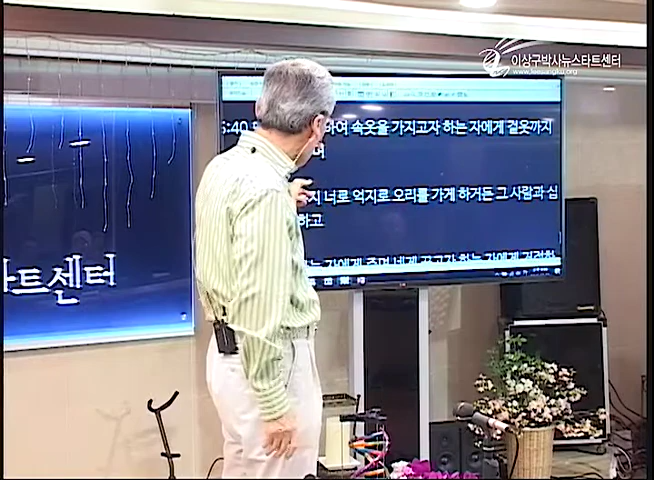 이상구박사뉴스타트센터
5:40
하여 속옷을 가지고자 하는 자에게 겉옷까지
며
지 너로 억지로 오리를 가게 하거든 그 사람과 십
하고
는 자에게 주며 네게 꾸고자 하는 자에게 거절하
타트센터